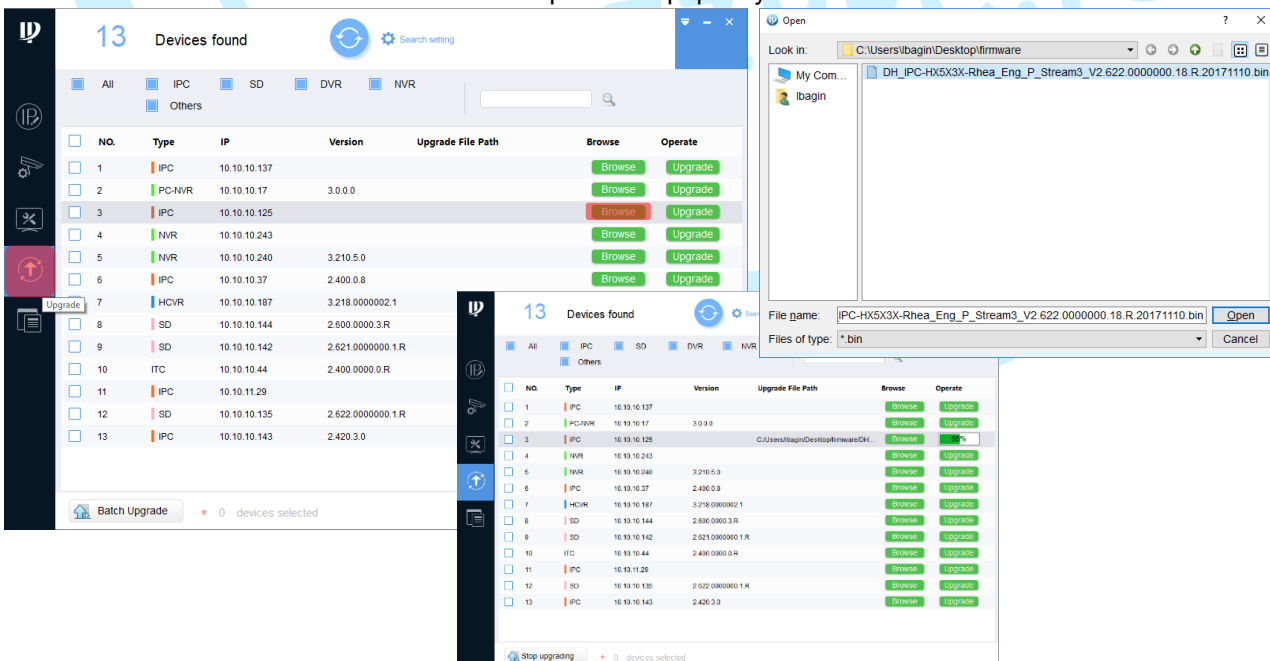 13 Devices found Search setting
All IPC SD DVR NVR
Others
NO. Type IP Version Upgrade File Path Browse Operate
1 IPC 10.10.10.137 Browse Upgrade
2 PC-NVR 10.10.10.17 3.0.0.0 Browse Upgrade
3 IPC 10.10.10.125 Browse Upgrade
4 NVR 10.10.10.243 Browse Upgrade
5 NVR 10.10.10.240 3.210.5.0 Browse Upgrade
6 IPC 10.10.10.37 2.400.0.8 Browse Upgrade
Upgrade
7 HCVR 10.10.10.187 3.218.0000002.1
8 SD 10.10.10.144 2.600.0000.3.R
9 SD 10.10.10.142 2.621.0000000.1.R
10 ITC 10.10.10.44 2.400.0000.0.R
11 IPC 10.10.11.29
12 SD 10.10.10.135 2.622.0000000.1.R
13 IPC 10.10.10.143 2.420.3.0
Batch Upgrade * 0 devices selected
Open ? ×
Look in: C:\Users\lbagin\Desktop\firmware
My Com...
lbagin
DH_IPC-HX5X3X-Rhea_Eng_P_Stream3_V2.622.0000000.18.R.20171110.bin
File name: IPC-HX5X3X-Rhea_Eng_P_Stream3_V2.622.0000000.18.R.20171110.bin Open
Files of type: *.bin Cancel
13 Devices found
All IPC SD DVR NVR
Others
NO. Type IP Version Upgrade File Path Browse Operate
1 IPC 10.10.10.137 Browse Upgrade
2 PC-NVR 10.10.10.17 3.0.0.0 Browse Upgrade
3 IPC 10.10.10.125 C:/Users/lbagin/Desktop/firmware/DH... Browse 55%
4 NVR 10.10.10.243 Browse Upgrade
5 NVR 10.10.10.240 3.210.5.0 Browse Upgrade
6 IPC 10.10.10.37 2.400.0.8 Browse Upgrade
7 HCVR 10.10.10.187 3.218.0000002.1 Browse Upgrade
8 SD 10.10.10.144 2.600.0000.3.R Browse Upgrade
9 SD 10.10.10.142 2.621.0000000.1.R Browse Upgrade
10 ITC 10.10.10.44 2.400.0000.0.R Browse Upgrade
11 IPC 10.10.11.29 Browse Upgrade
12 SD 10.10.10.135 2.622.0000000.1.R Browse Upgrade
13 IPC 10.10.10.143 2.420.3.0 Browse Upgrade
Stop upgrading * 0 devices selected